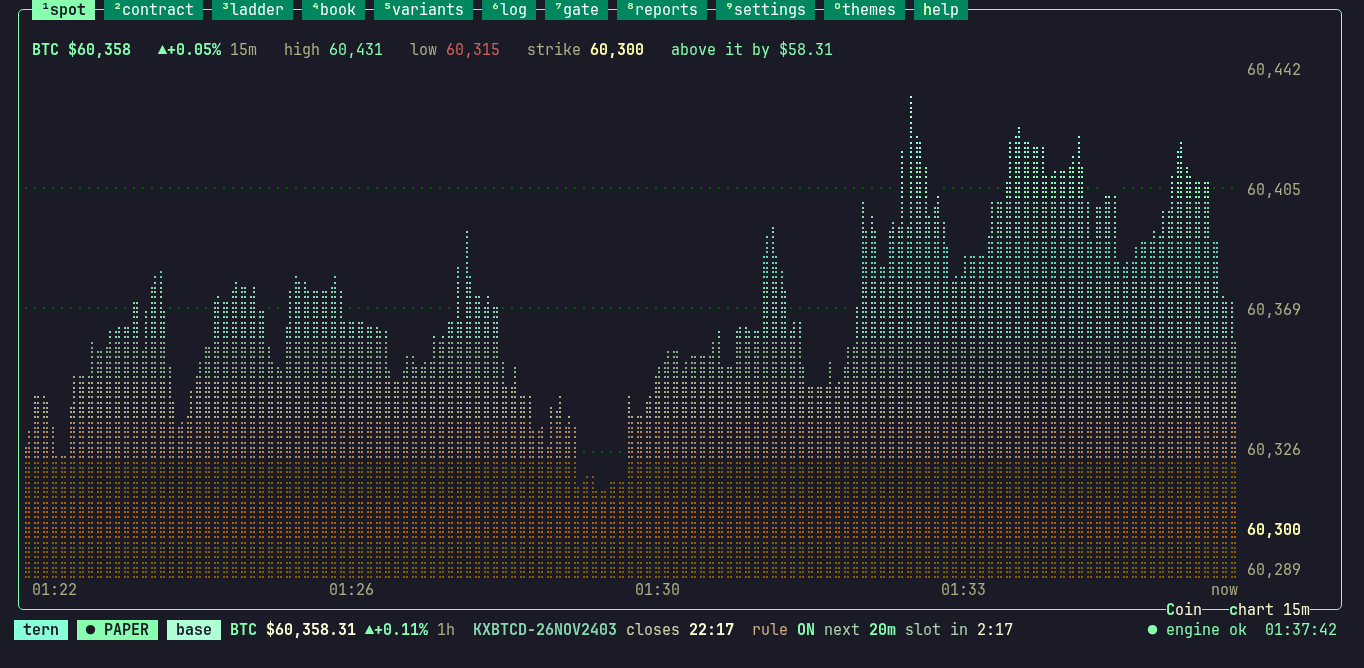 ¹spot ²contract ³ladder ⁴book ⁵variants ⁶log ⁷gate ⁸reports ⁹settings ⁰themes help
BTC $60,358 ▲+0.05% 15m high 60,431 low 60,315 strike 60,300 above it by $58.31
60,442
60,405
60,369
60,326
60,300
60,289
01:22 01:26 01:30 01:33 now
Coin chart 15m
tern ● PAPER base BTC $60,358.31 ▲+0.11% 1h KXBTCD-26NOV2403 closes 22:17 rule ON next 20m slot in 2:17 ● engine ok 01:37:42